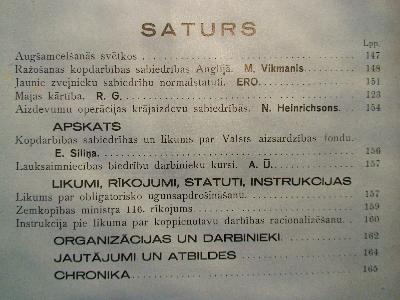 SATURS
Lpp.
Augšamcelšanās svētkos 147
Ražošanas kopdarbības sabiedrības Anglijā. M. Vikmanis 148
Jaunie zvejnieku sabiedrību normalstatuti. ERO. 151
Mājas kārtība. R. G. 123
Aizdevumu operācijas krājaizdevu sabiedrībās. N. Heinrichsons. 154
APSKATS
Kopdarbības sabiedrības un likums par Valsts aizsardzības fondu.
E. Siliņa. 156
Lauksaimniecības biedrību darbinieku kursi. A. Ū. 157
LIKUMI, RĪKOJUMI, STATUTI, INSTRUKCIJAS
Likums par obligatorisko ugunsapdrošināšanu. 157
Zemkopības ministra 116. rīkojums. 159
Instrukcija pie likuma par koppienotavu darbības racionalizēšanu. 160
ORGANIZĀCIJAS UN DARBINIEKI 162
JAUTĀJUMI UN ATBILDES 164
CHRONIKA 165